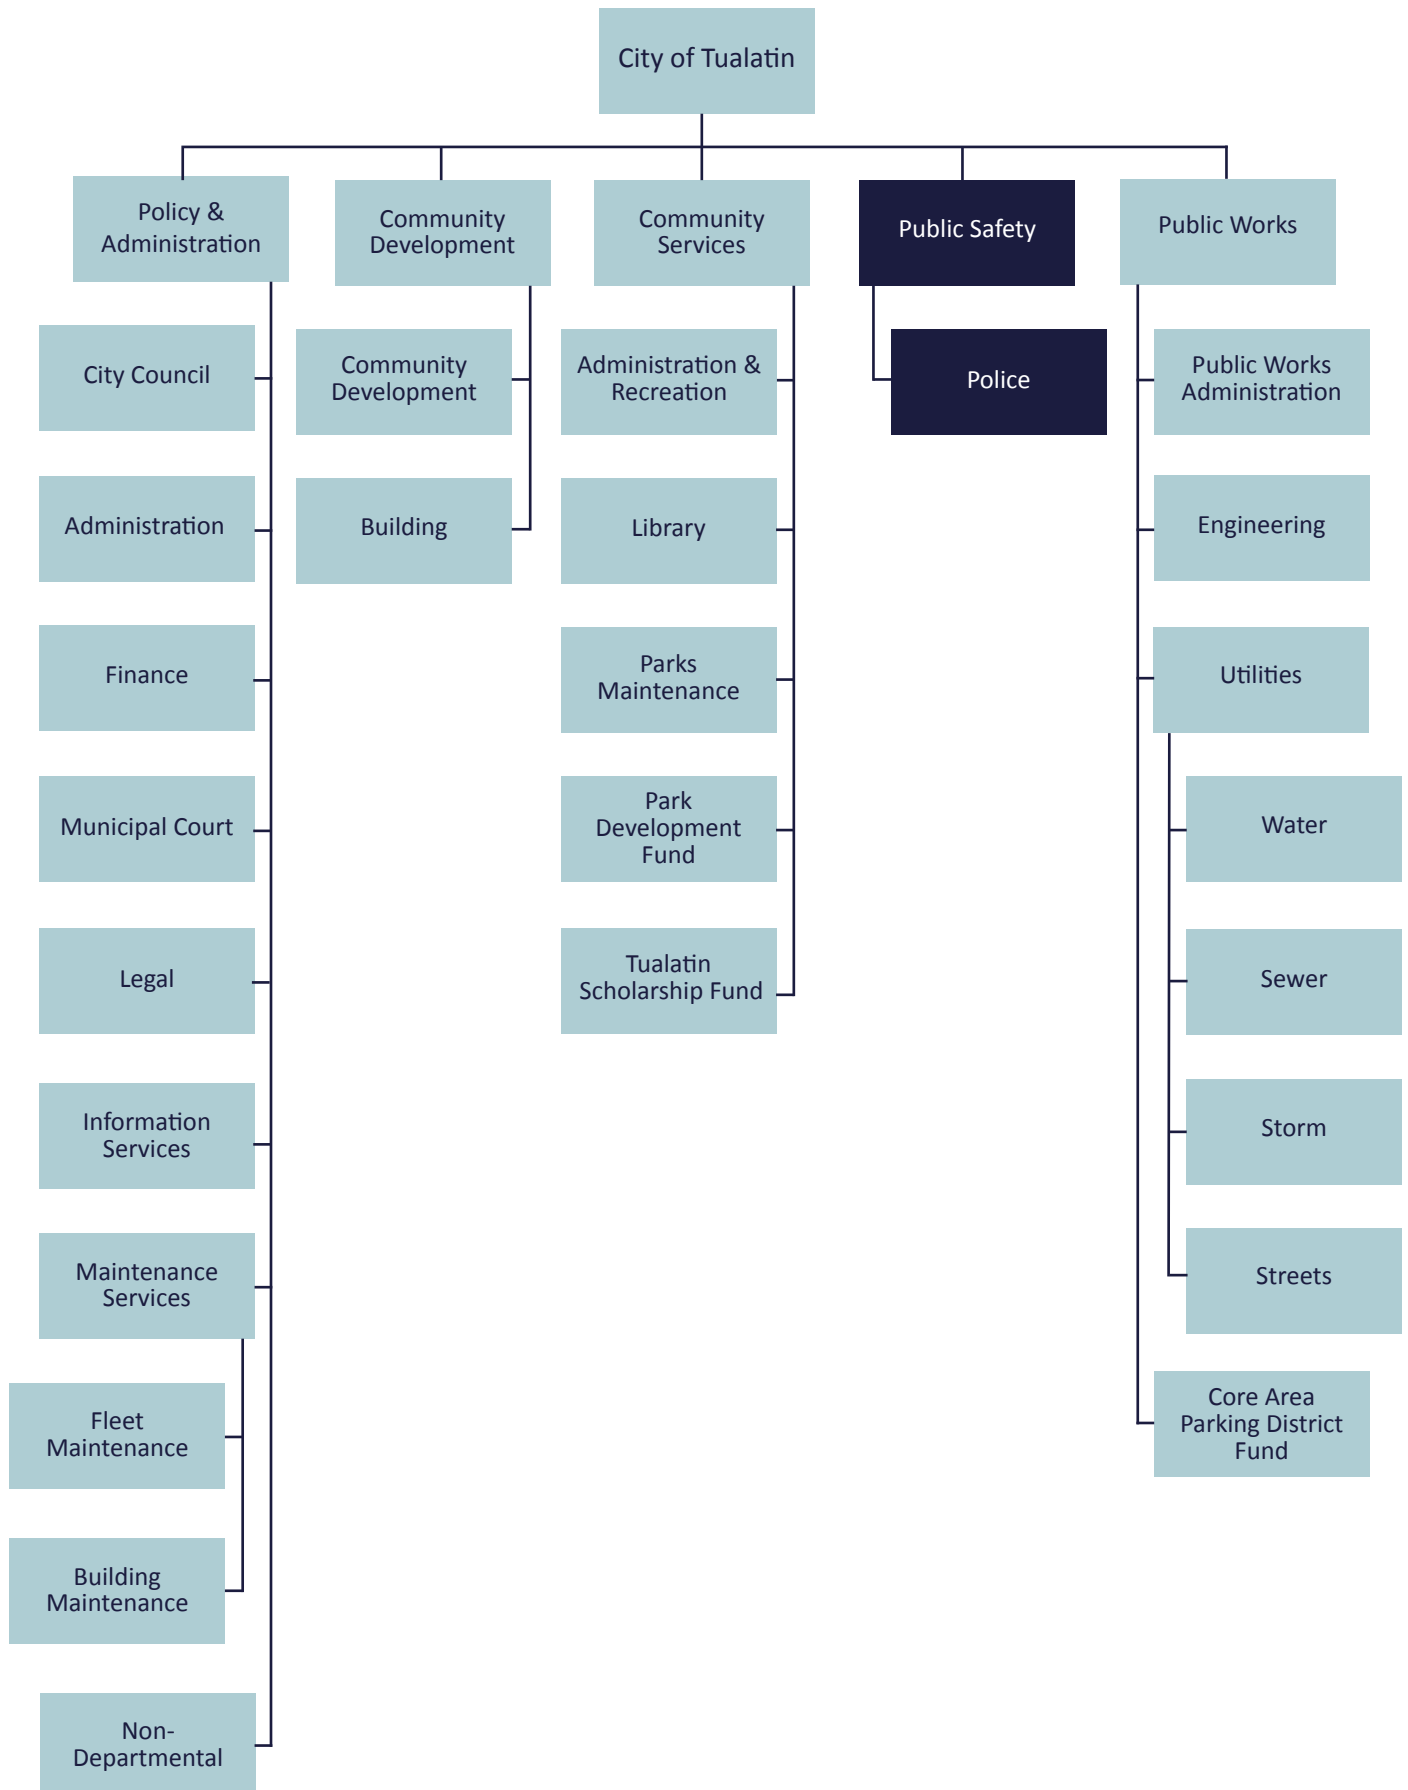 City of Tualatin
Policy &
Administration
City Council
Administration
Finance
Municipal Court
Legal
Information
Services
Maintenance
Services
Fleet
Maintenance
Building
Maintenance
Non-
Departmental
Community
Development
Community
Development
Building
Community
Services
Administration &
Recreation
Library
Parks
Maintenance
Park
Development
Fund
Tualatin
Scholarship Fund
Public Safety
Police
Public Works
Public Works
Administration
Engineering
Utilities
Water
Sewer
Storm
Streets
Core Area
Parking District
Fund